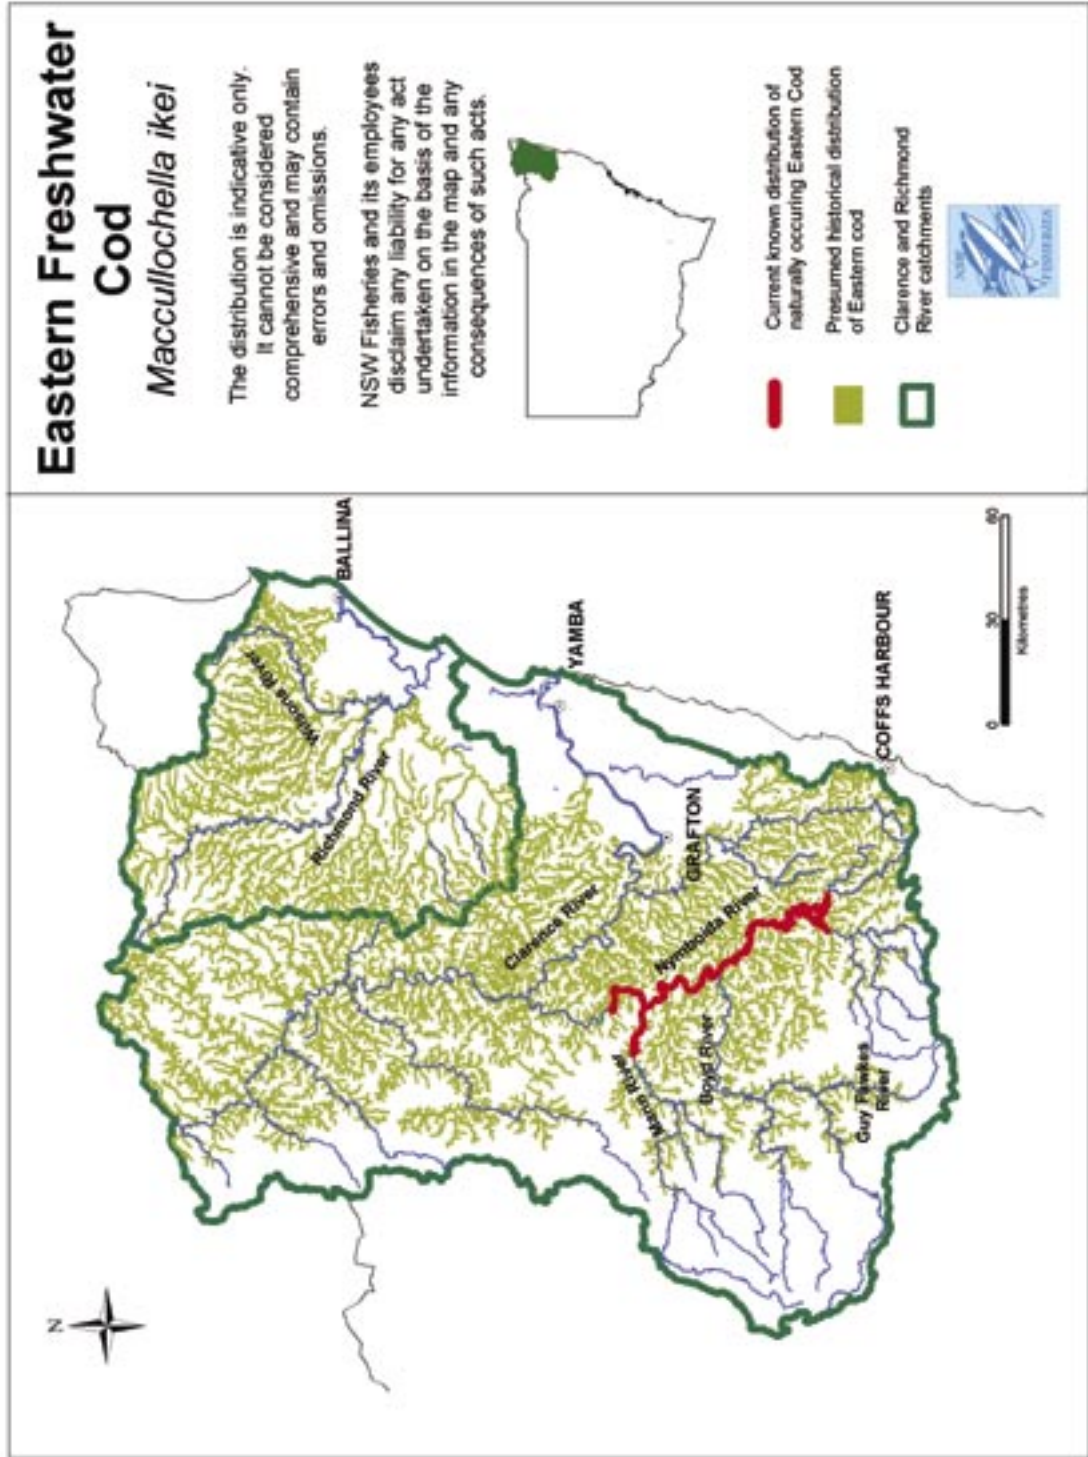 Eastern Freshwater
Cod
Maccullochella ikei
The distribution is indicative only.
It cannot be considered
comprehensive and may contain
errors and omissions.
NSW Fisheries and its employees
disclaim any liability for any act
undertaken on the basis of the
information in the map and any
consequences of such acts.
Current known distribution of
naturally occurring Eastern Cod
Presumed historical distribution
of Eastern cod
Clarence and Richmond
River catchments
NSW
FISHERIES
N
BALLINA
YAMBA
GRAFTON
COFFS HARBOUR
Wilsons River
Richmond River
Clarence River
Nymboida River
Mann River
Boyd River
Guy Fawkes
River
0 30 60
Kilometres